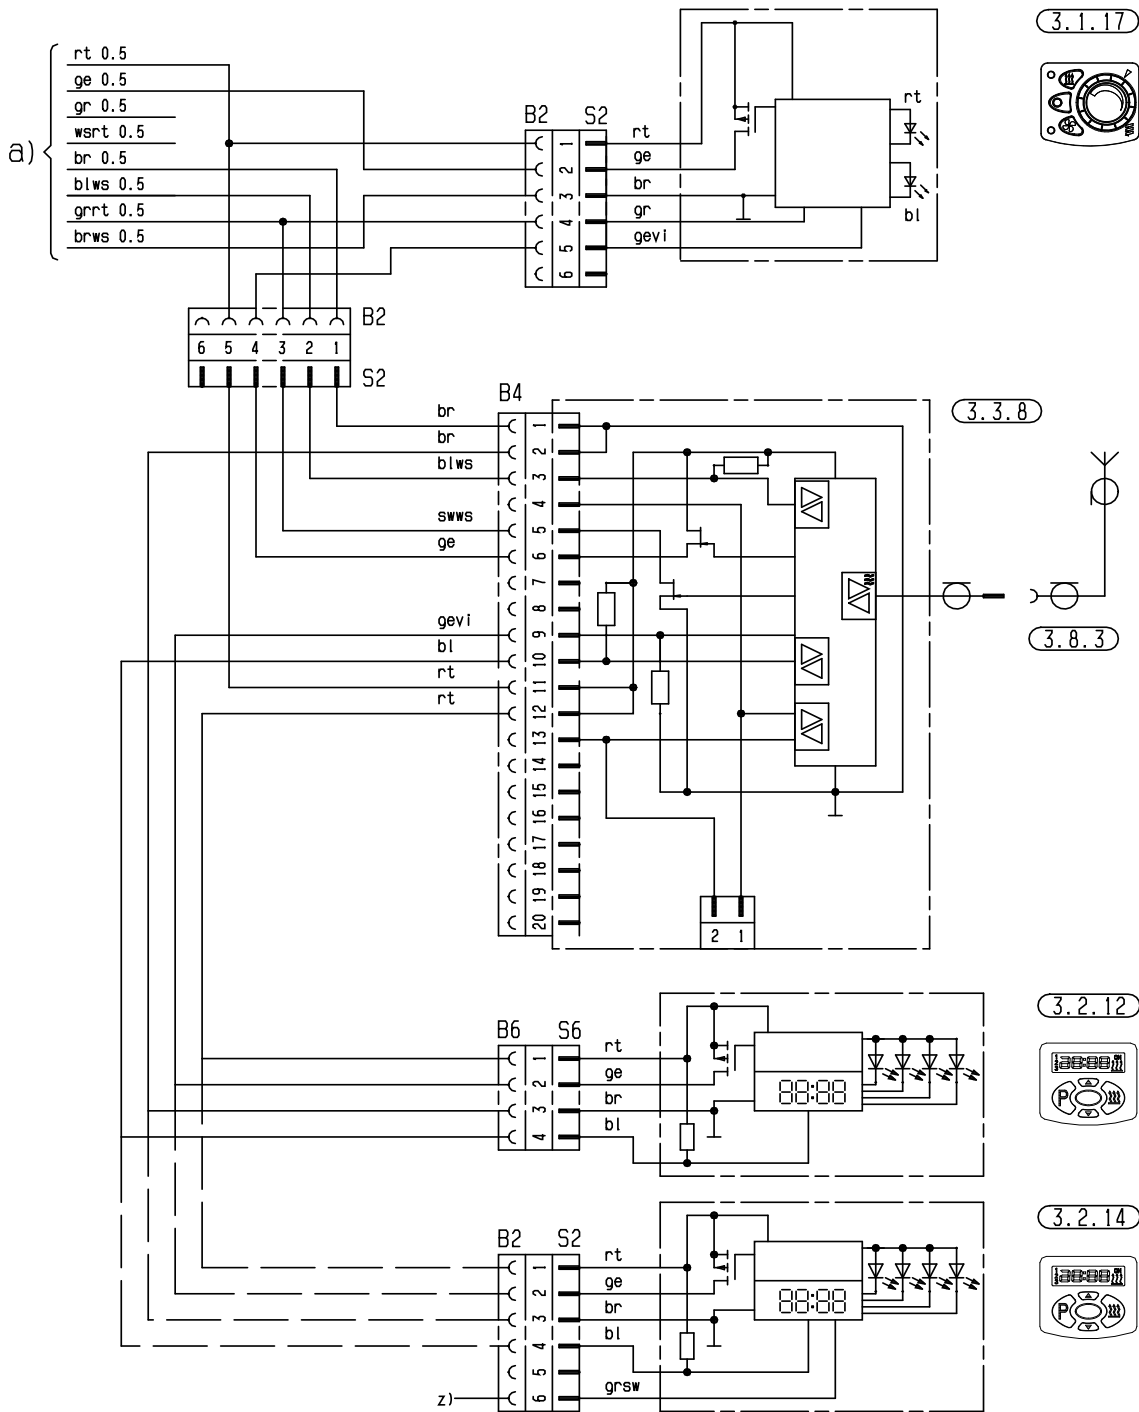 3.1.17
a)
rt 0.5
ge 0.5
gr 0.5
wsrt 0.5
br 0.5
blws 0.5
grrt 0.5
brws 0.5
B2 S2
1
2
3
4
5
6
rt
ge
br
gr
gevi
rt
bl
B2
6 5 4 3 2 1
S2
B4
3.3.8
br
br
blws
swws
ge
gevi
bl
rt
rt
1
2
3
4
5
6
7
8
9
10
11
12
13
14
15
16
17
18
19
20
2 1
3.8.3
3.2.12
B6 S6
1
2
3
4
rt
ge
br
bl
88:88
P
3.2.14
B2 S2
1
2
3
4
5
6
rt
ge
br
bl
grsw
88:88
P
z)